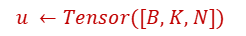 u ← Tensor([B, K, N])